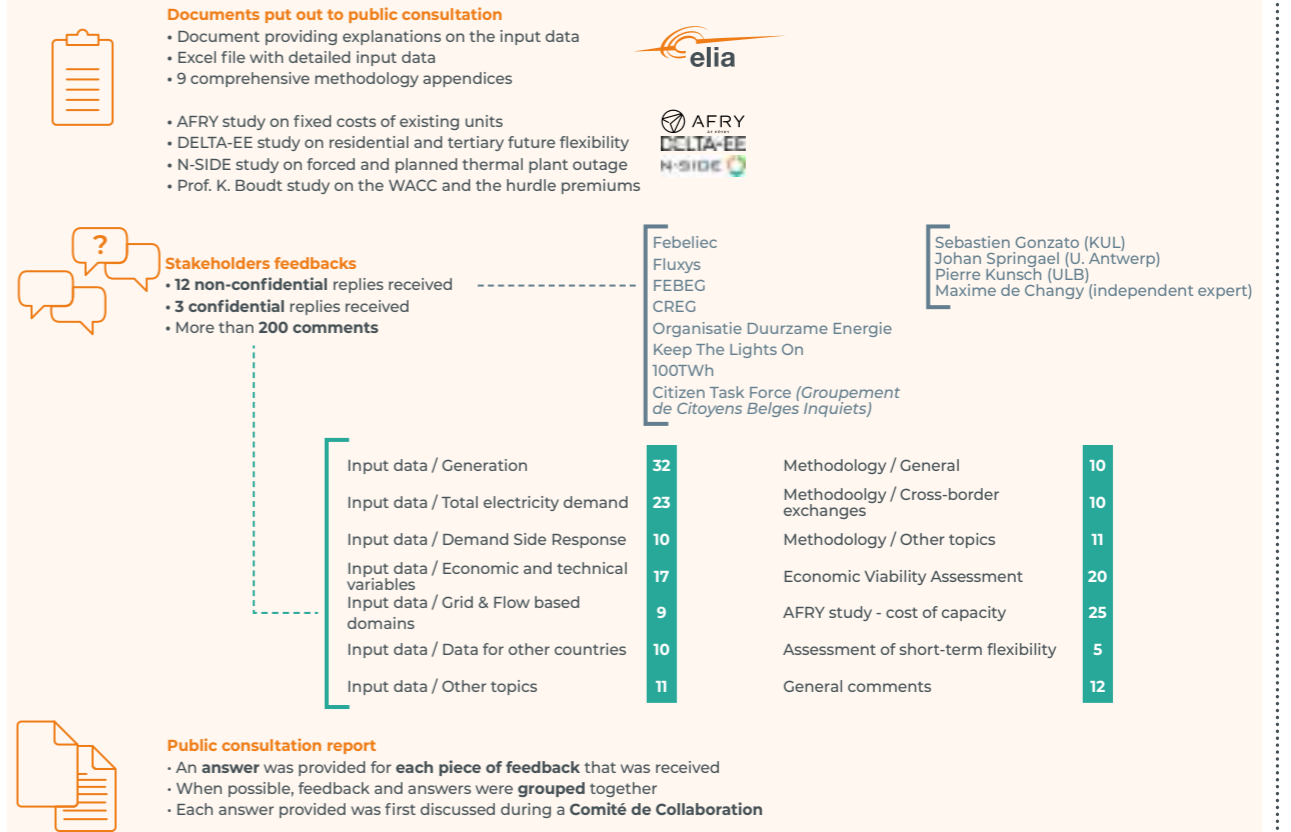 Documents put out to public consultation
• Document providing explanations on the input data
• Excel file with detailed input data
• 9 comprehensive methodology appendices
elia
• AFRY study on fixed costs of existing units
• DELTA-EE study on residential and tertiary future flexibility
• N-SIDE study on forced and planned thermal plant outage
• Prof. K. Boudt study on the WACC and the hurdle premiums
AFRY
DELTA-EE
N-SIDE
?
Stakeholders feedbacks
• 12 non-confidential replies received
• 3 confidential replies received
• More than 200 comments
Febeliec
Fluxys
FEBEG
CREG
Organisatie Duurzame Energie
Keep The Lights On
100TWh
Citizen Task Force (Groupement
de Citoyens Belges Inquiets)
Sebastien Gonzato (KUL)
Johan Springael (U. Antwerp)
Pierre Kunsch (ULB)
Maxime de Changy (independent expert)
Input data / Generation 32
Input data / Total electricity demand 23
Input data / Demand Side Response 10
Input data / Economic and technical
variables 17
Input data / Grid & Flow based
domains 9
Input data / Data for other countries 10
Input data / Other topics 11
Methodology / General 10
Methodoolgy / Cross-border
exchanges 10
Methodology / Other topics 11
Economic Viability Assessment 20
AFRY study - cost of capacity 25
Assessment of short-term flexibility 5
General comments 12
Public consultation report
• An answer was provided for each piece of feedback that was received
• When possible, feedback and answers were grouped together
• Each answer provided was first discussed during a Comité de Collaboration